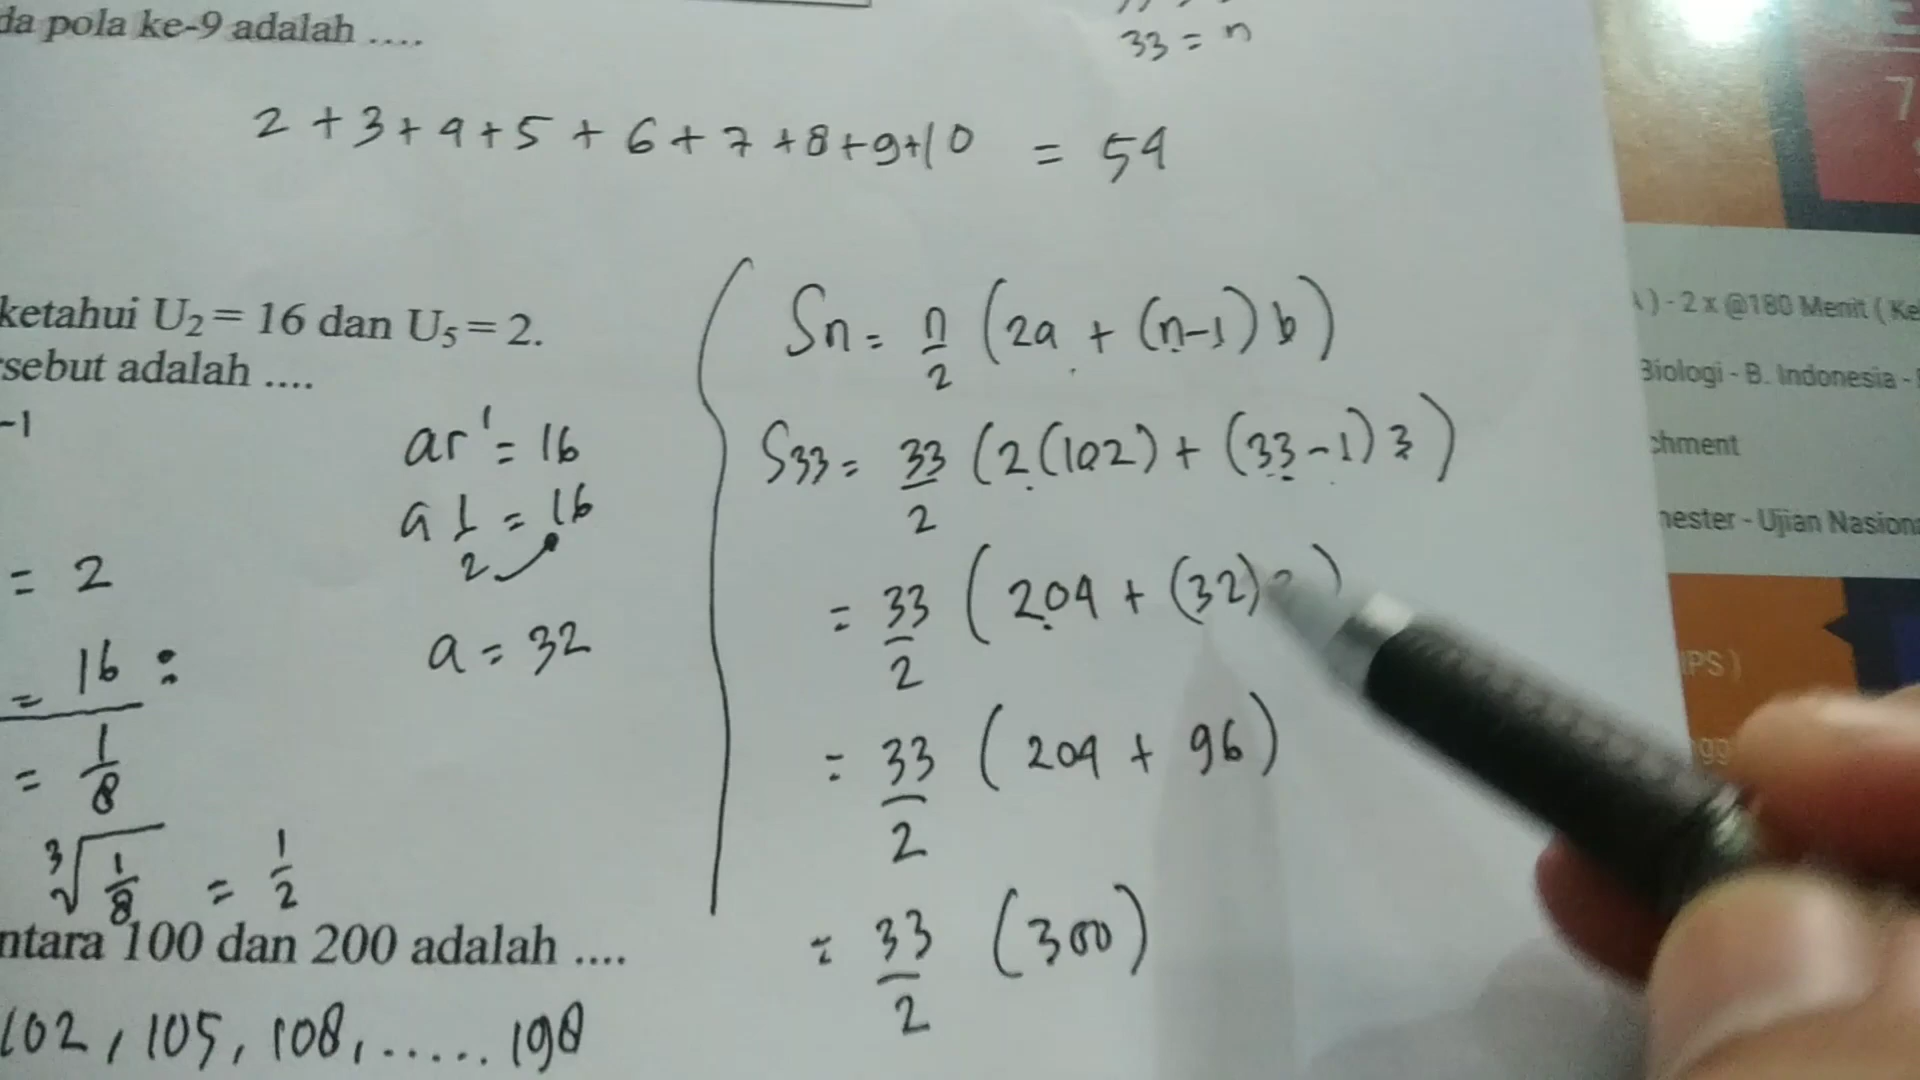 da pola ke-9 adalah ....
33 = n
2 + 3 + 4 + 5 + 6 + 7 + 8 + 9 + 10 = 54
ketahui U₂ = 16 dan U₅ = 2.
sebut adalah ....
-1
= 2
= 16 :
= 1/8
∛(1/8) = 1/2
ar¹ = 16
a 1/2 = 16
a = 32
Sn = n/2 (2a + (n-1) b)
S33 = 33/2 (2(102) + (33-1) 3)
= 33/2 (204 + (32) )
= 33/2 (204 + 96)
= 33/2 (300)
ntara 100 dan 200 adalah ....
102, 105, 108, ..... 198
7
) - 2 x @180 Menit ( Ke
Biologi - B. Indonesia -
chment
nester - Ujian Nasion
IPS )